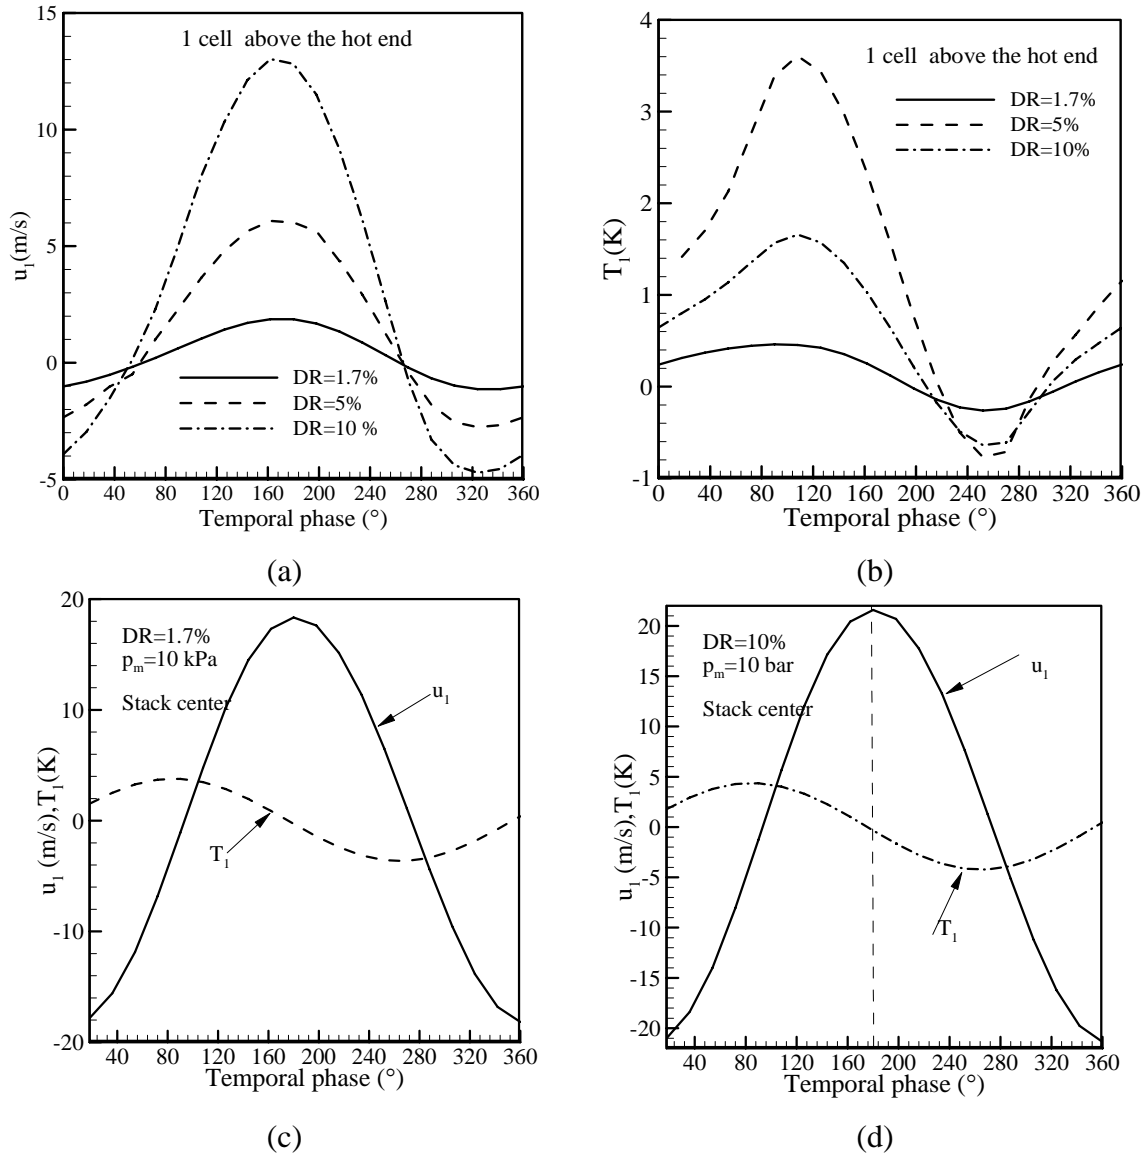 15
10
5
0
-5
u₁(m/s)
1 cell above the hot end
DR=1.7%
DR=5%
DR=10 %
0 40 80 120 160 200 240 280 320 360
Temporal phase (°)
(a)
4
3
2
1
0
-1
T₁(K)
1 cell above the hot end
DR=1.7%
DR=5%
DR=10%
0 40 80 120 160 200 240 280 320 360
Temporal phase (°)
(b)
20
10
0
-10
-20
u₁ (m/s),T₁(K)
DR=1.7%
pₘ=10 kPa
Stack center
u₁
T₁
40 80 120 160 200 240 280 320 360
Temporal phase (°)
(c)
20
15
10
5
0
-5
-10
-15
-20
u₁ (m/s),T₁(K)
DR=10%
pₘ=10 bar
Stack center
u₁
T₁
40 80 120 160 200 240 280 320 360
Temporal phase (°)
(d)